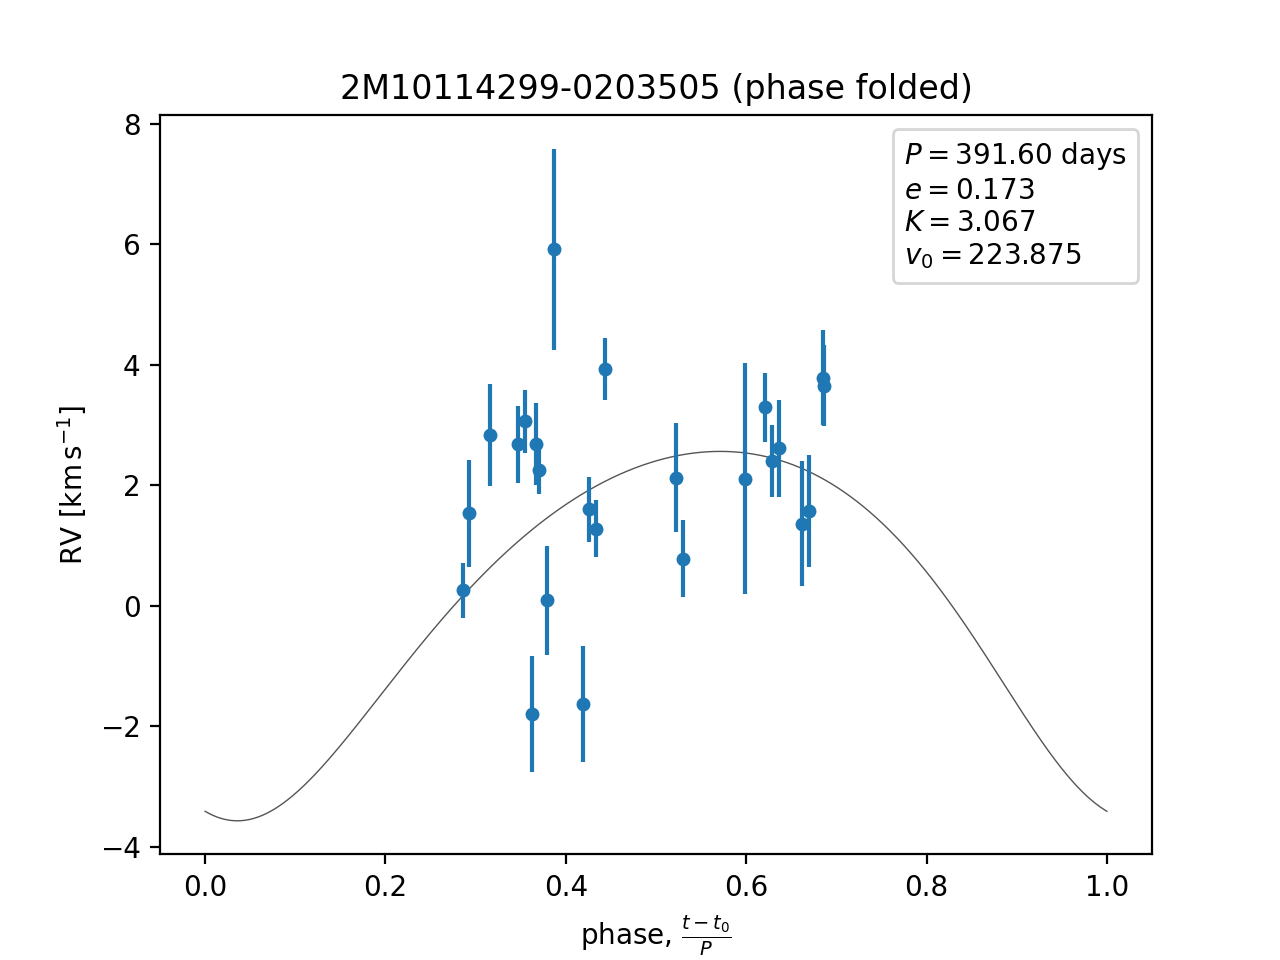 2M10114299-0203505 (phase folded)
P = 391.60 days
e = 0.173
K = 3.067
v₀ = 223.875
8
6
4
2
0
−2
−4
RV [km s⁻¹]
0.0 0.2 0.4 0.6 0.8 1.0
phase, (t − t₀)/P